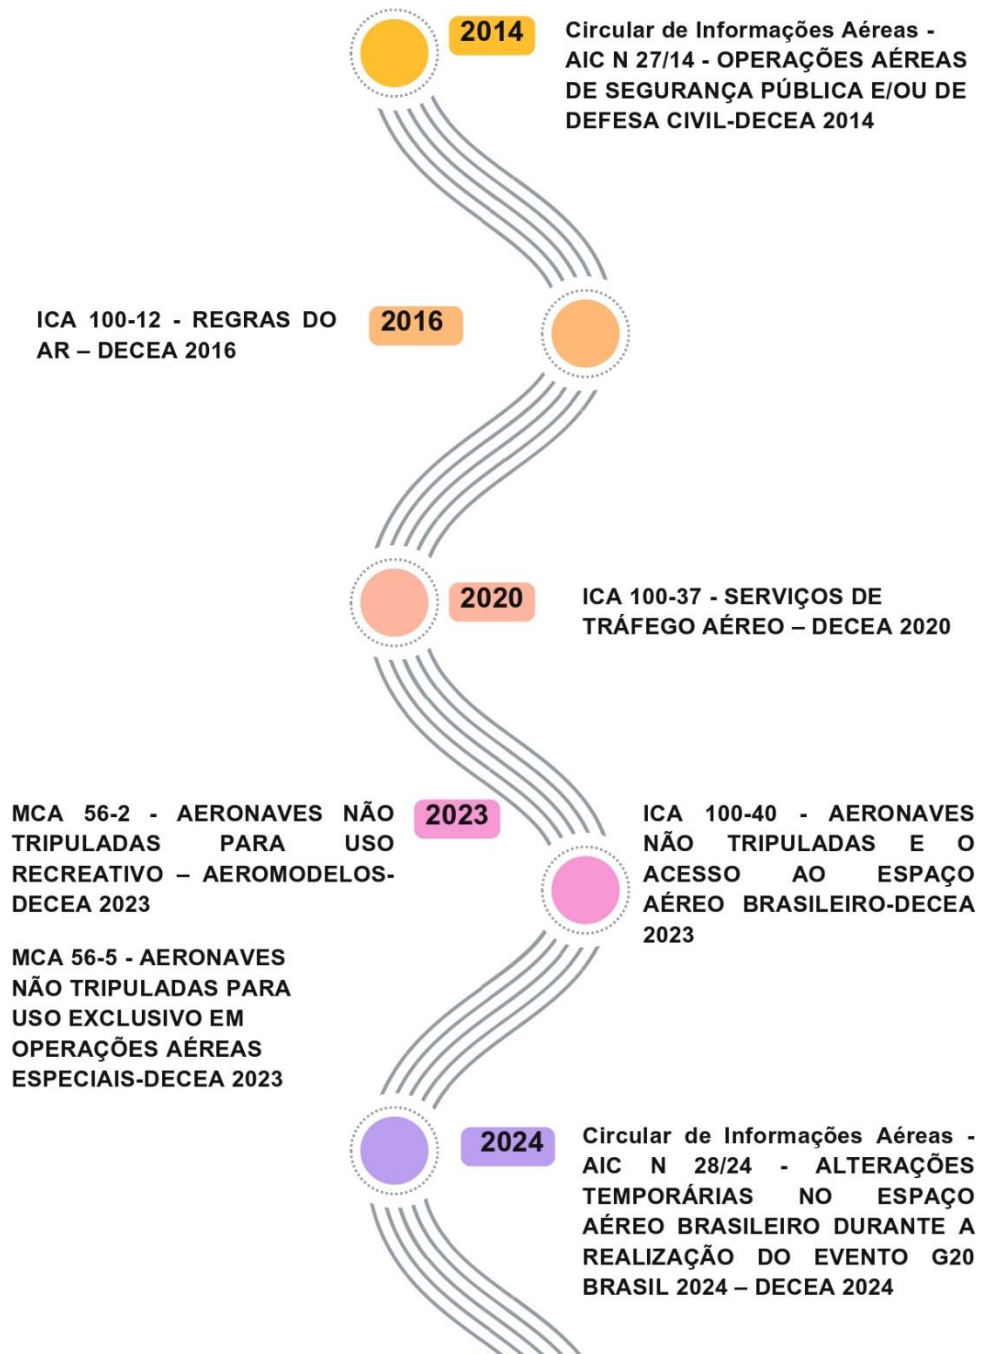 2014
Circular de Informações Aéreas -
AIC N 27/14 - OPERAÇÕES AÉREAS
DE SEGURANÇA PÚBLICA E/OU DE
DEFESA CIVIL-DECEA 2014
ICA 100-12 - REGRAS DO
AR – DECEA 2016
2016
2020
ICA 100-37 - SERVIÇOS DE
TRÁFEGO AÉREO – DECEA 2020
MCA 56-2 - AERONAVES NÃO
TRIPULADAS PARA USO
RECREATIVO – AEROMODELOS-
DECEA 2023
MCA 56-5 - AERONAVES
NÃO TRIPULADAS PARA
USO EXCLUSIVO EM
OPERAÇÕES AÉREAS
ESPECIAIS-DECEA 2023
2023
ICA 100-40 - AERONAVES
NÃO TRIPULADAS E O
ACESSO AO ESPAÇO
AÉREO BRASILEIRO-DECEA
2023
2024
Circular de Informações Aéreas -
AIC N 28/24 - ALTERAÇÕES
TEMPORÁRIAS NO ESPAÇO
AÉREO BRASILEIRO DURANTE A
REALIZAÇÃO DO EVENTO G20
BRASIL 2024 – DECEA 2024